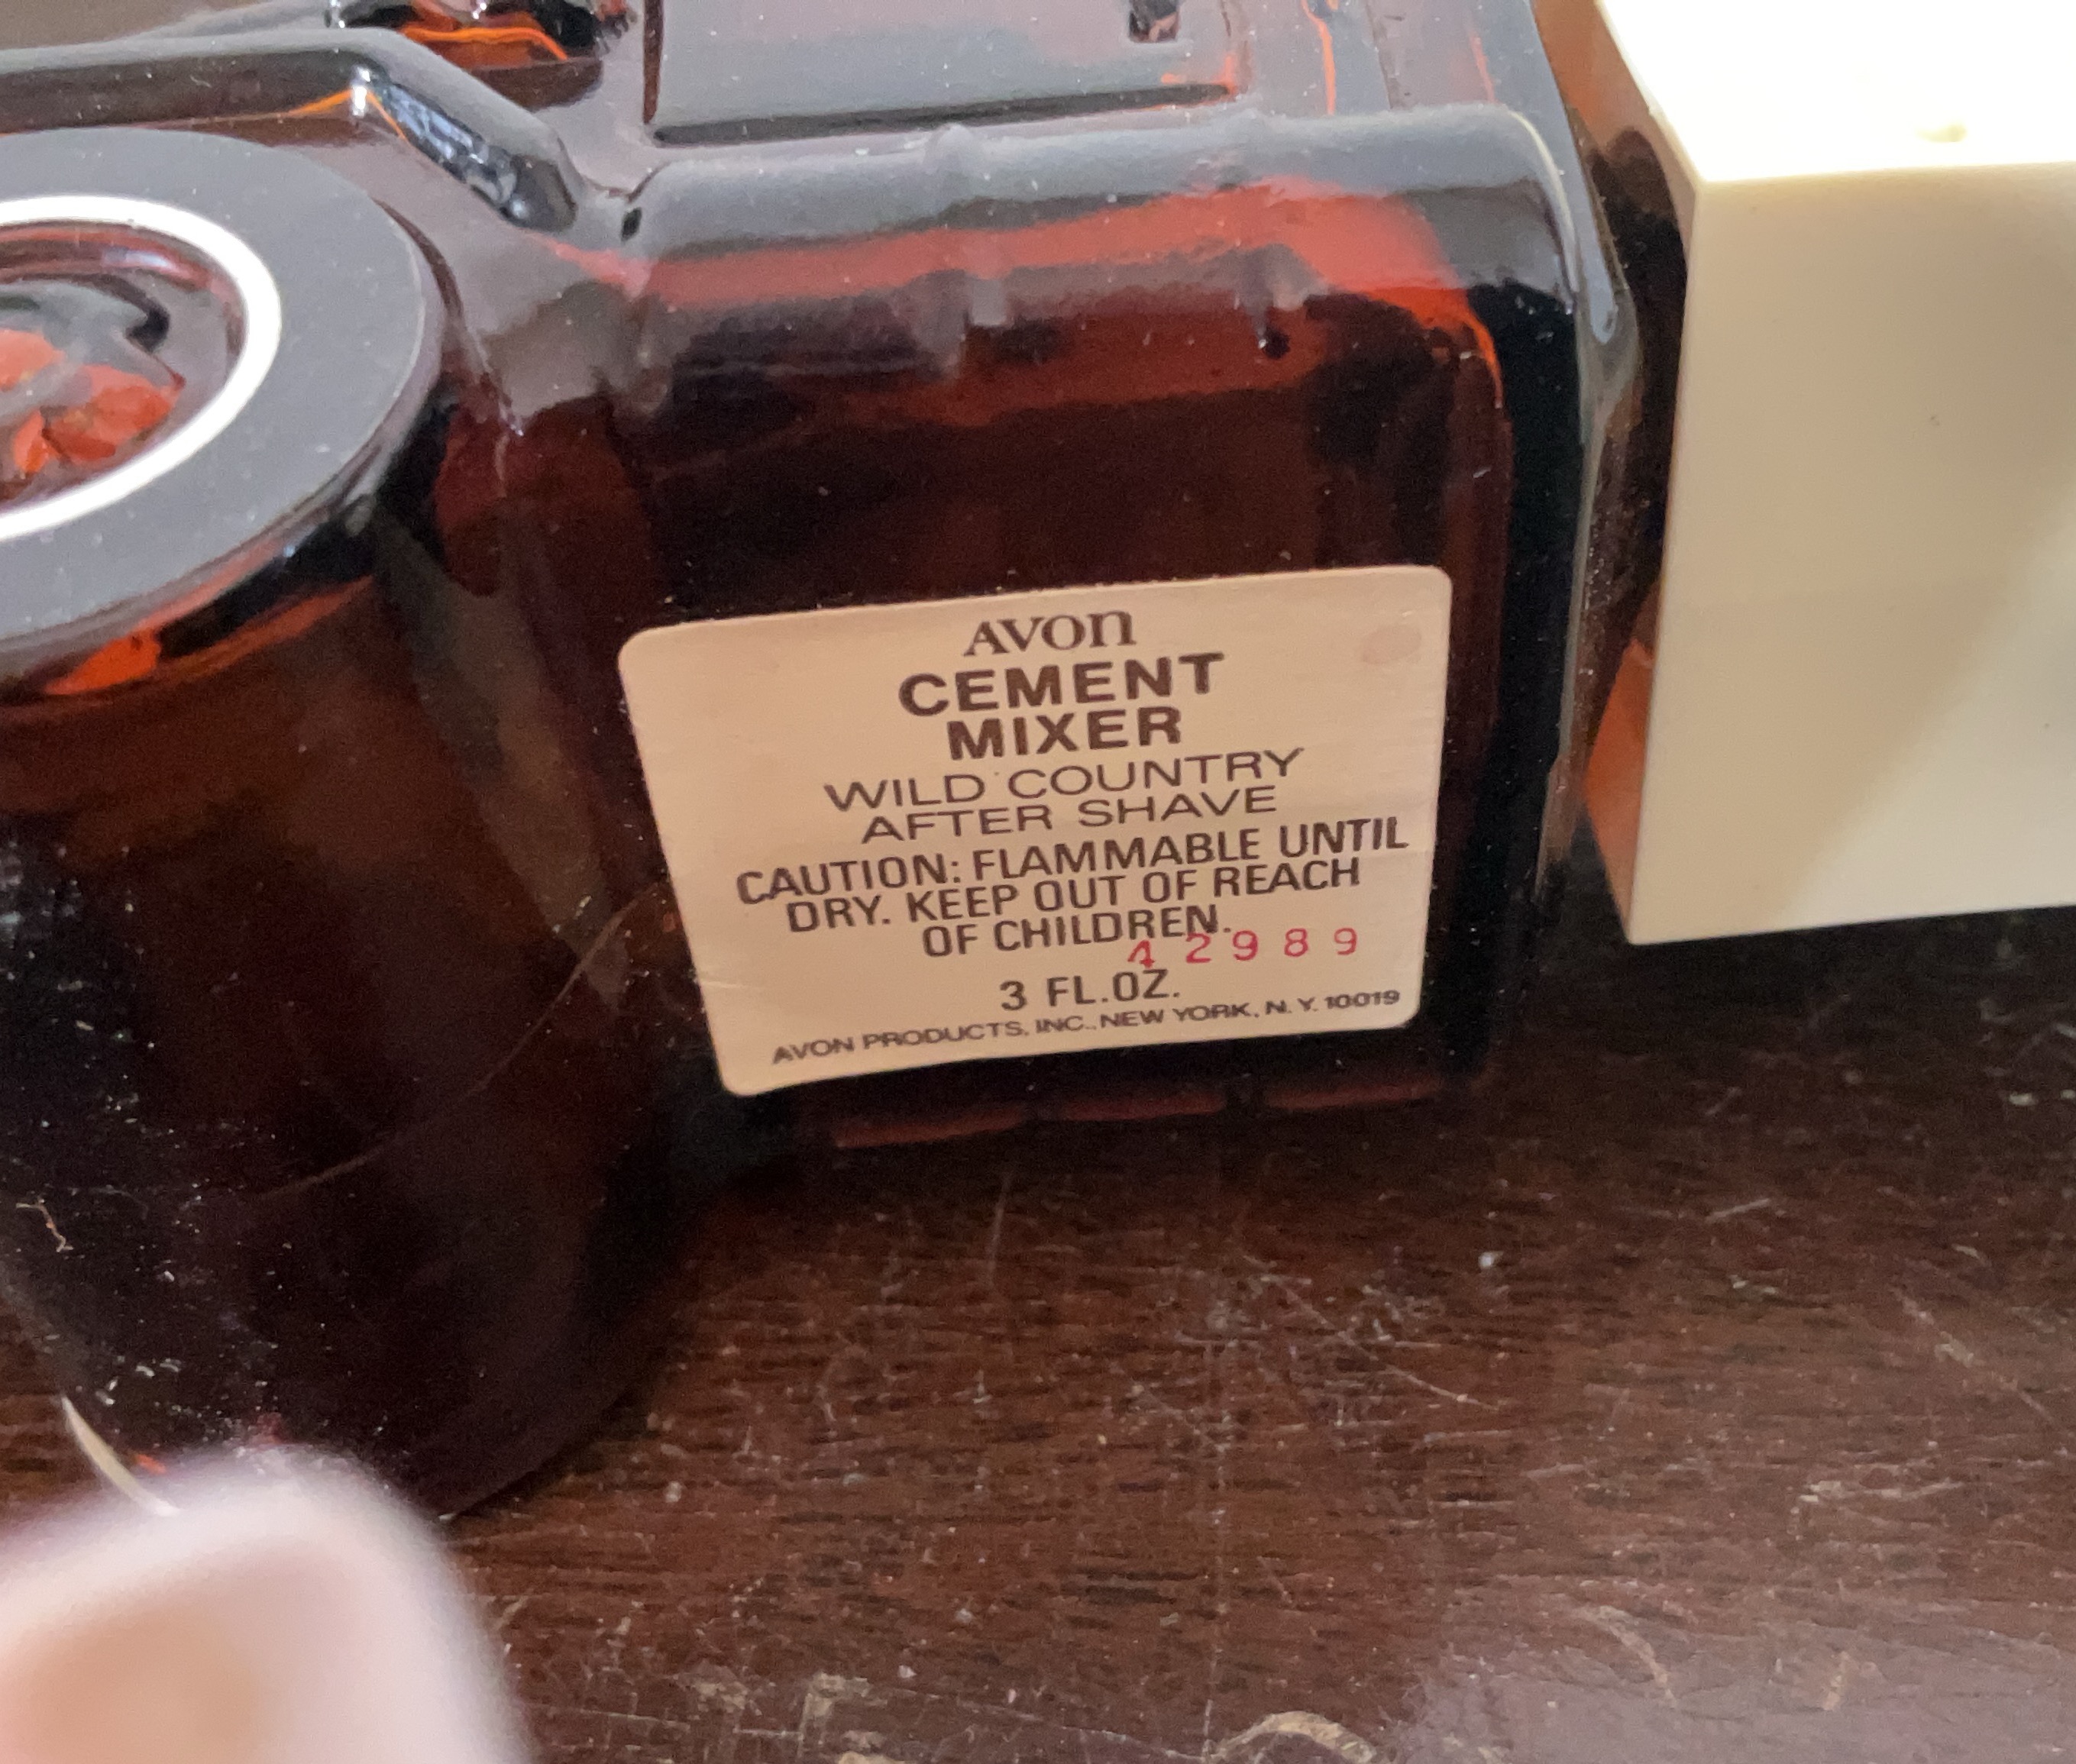 AVON
CEMENT
MIXER
WILD COUNTRY
AFTER SHAVE
CAUTION: FLAMMABLE UNTIL
DRY. KEEP OUT OF REACH
OF CHILDREN.
42989
3 FL.OZ.
AVON PRODUCTS, INC., NEW YORK, N.Y. 10019